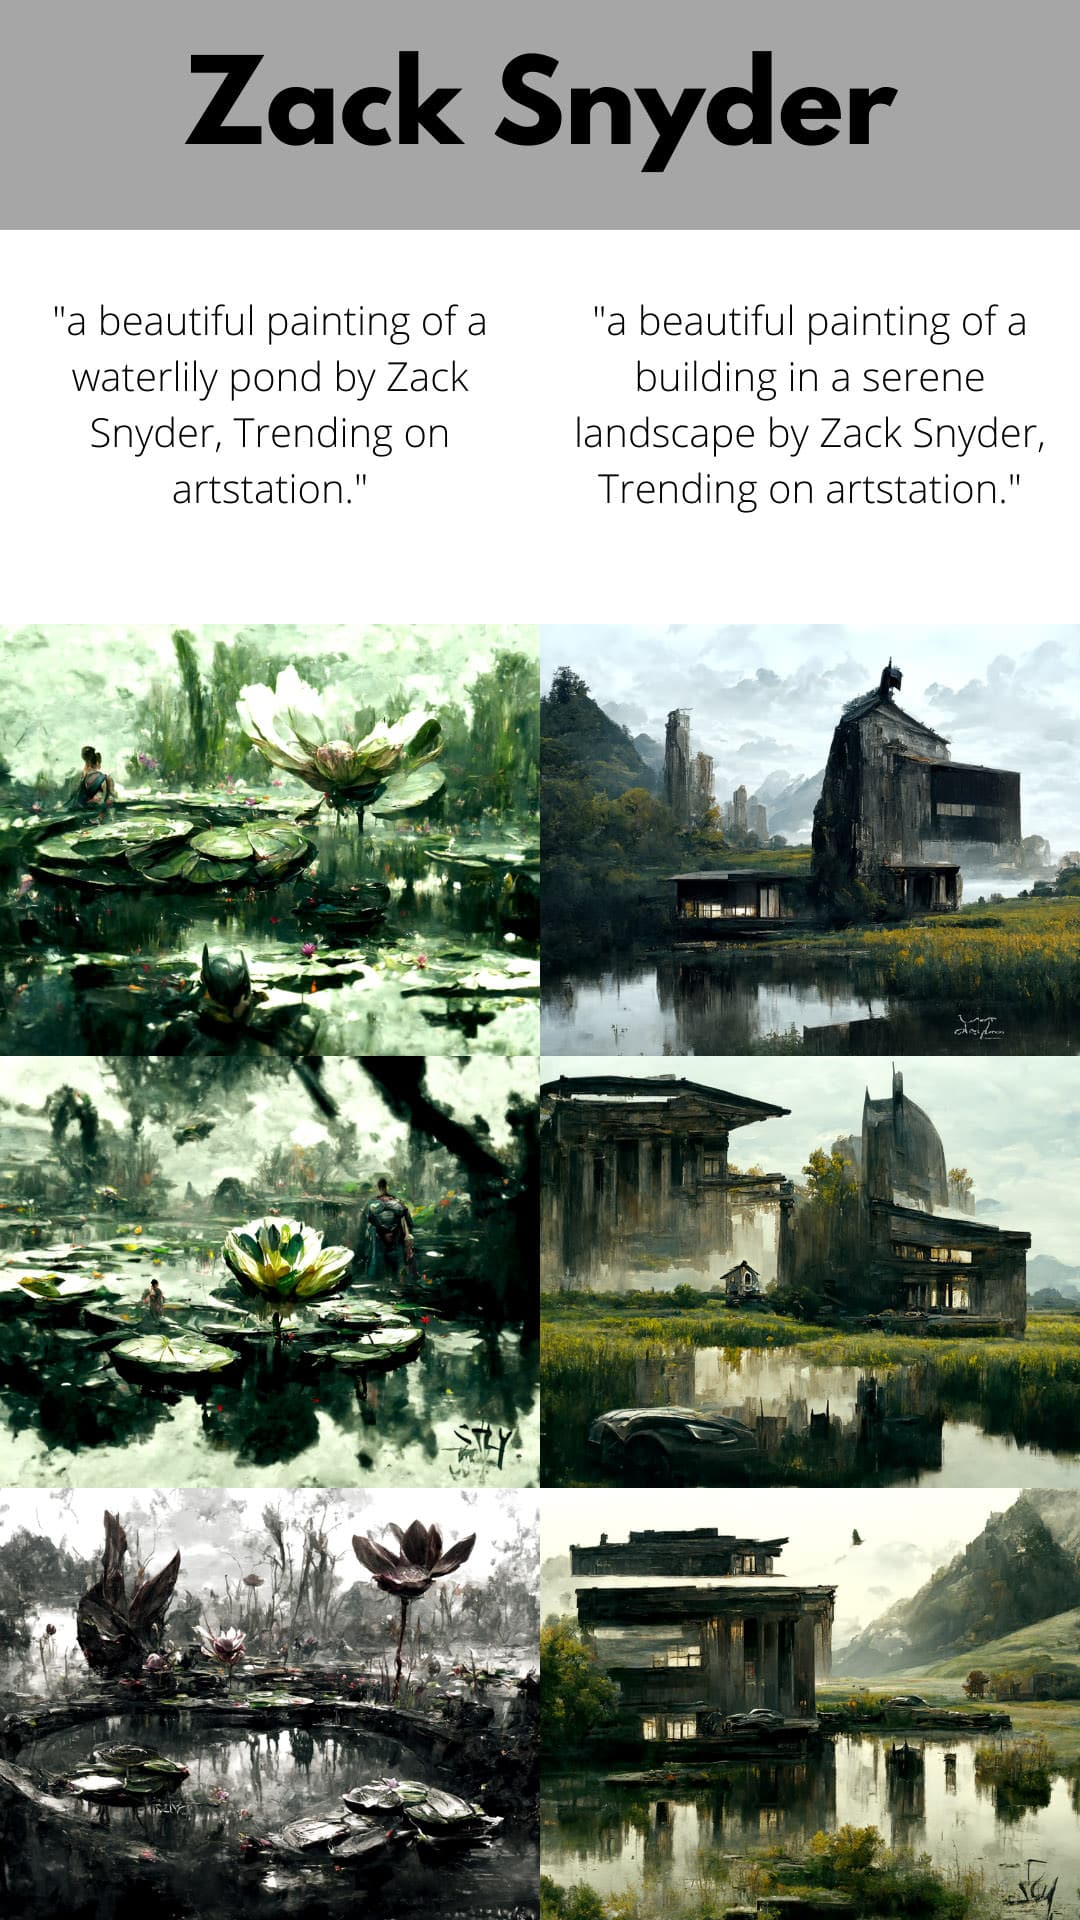 Zack Snyder
"a beautiful painting of a
waterlily pond by Zack
Snyder, Trending on
artstation."
"a beautiful painting of a
building in a serene
landscape by Zack Snyder,
Trending on artstation."